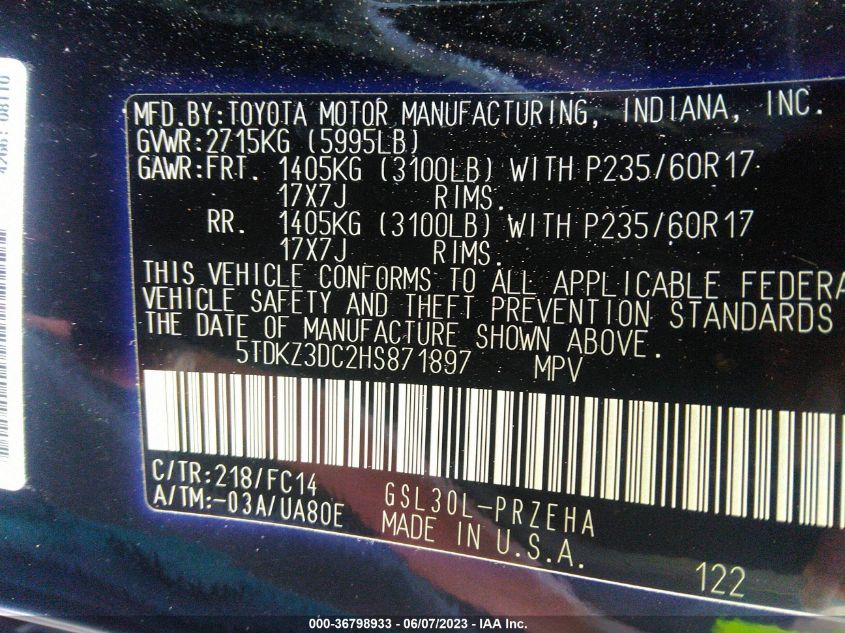 4266! 08110
MFD.BY:TOYOTA MOTOR MANUFACTURING, INDIANA, INC.
GVWR:2715KG (5995LB)
GAWR:FRT. 1405KG (3100LB) WITH P235/60R17
17X7J RIMS.
RR. 1405KG (3100LB) WITH P235/60R17
17X7J RIMS.
THIS VEHICLE CONFORMS TO ALL APPLICABLE FEDERA
VEHICLE SAFETY AND THEFT PREVENTION STANDARDS
THE DATE OF MANUFACTURE SHOWN ABOVE.
5TDKZ3DC2HS871897 MPV
C/TR:218/FC14 GSL30L-PRZEHA
A/TM:-03A/UA80E MADE IN U.S.A.
122
000-36798933 — 06/07/2023 — IAA Inc.